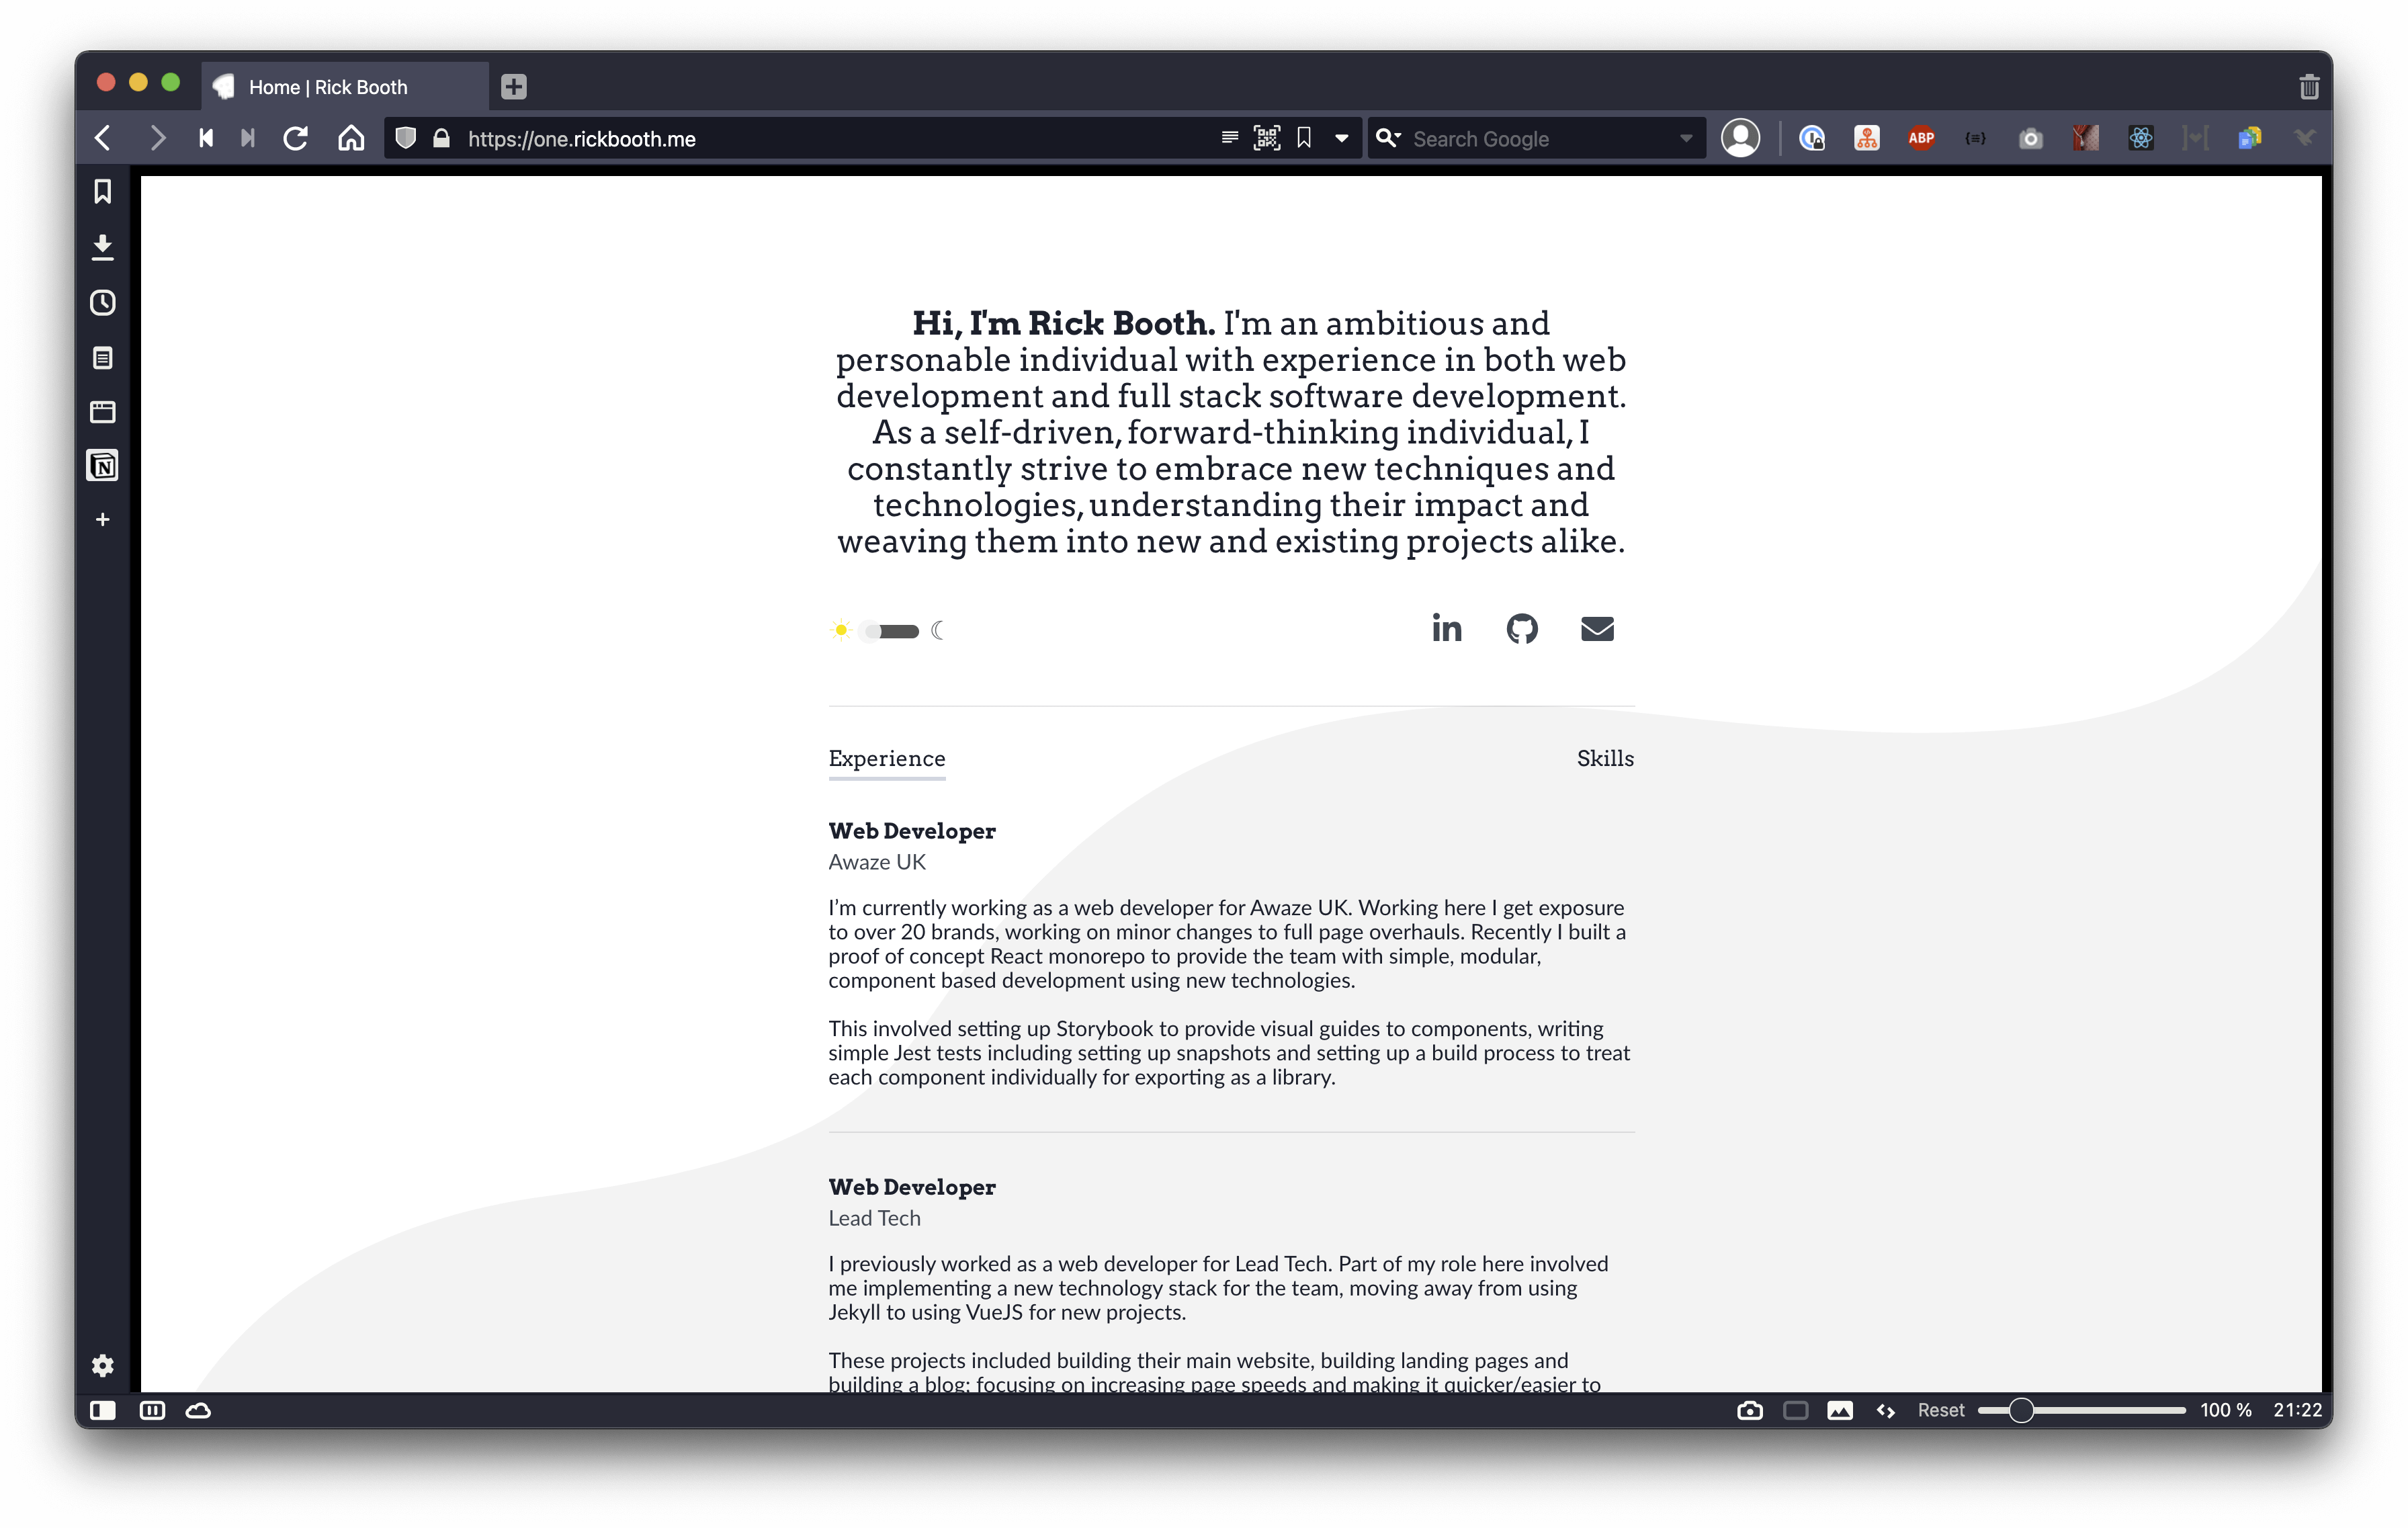 Home | Rick Booth
https://one.rickbooth.me
Search Google
ABP
N
Hi, I'm Rick Booth. I'm an ambitious and
personable individual with experience in both web
development and full stack software development.
As a self-driven, forward-thinking individual, I
constantly strive to embrace new techniques and
technologies, understanding their impact and
weaving them into new and existing projects alike.
in
Experience
Skills
Web Developer
Awaze UK
I’m currently working as a web developer for Awaze UK. Working here I get exposure
to over 20 brands, working on minor changes to full page overhauls. Recently I built a
proof of concept React monorepo to provide the team with simple, modular,
component based development using new technologies.
This involved setting up Storybook to provide visual guides to components, writing
simple Jest tests including setting up snapshots and setting up a build process to treat
each component individually for exporting as a library.
Web Developer
Lead Tech
I previously worked as a web developer for Lead Tech. Part of my role here involved
me implementing a new technology stack for the team, moving away from using
Jekyll to using VueJS for new projects.
These projects included building their main website, building landing pages and
building a blog; focusing on increasing page speeds and making it quicker/easier to
Reset
100 %
21:22